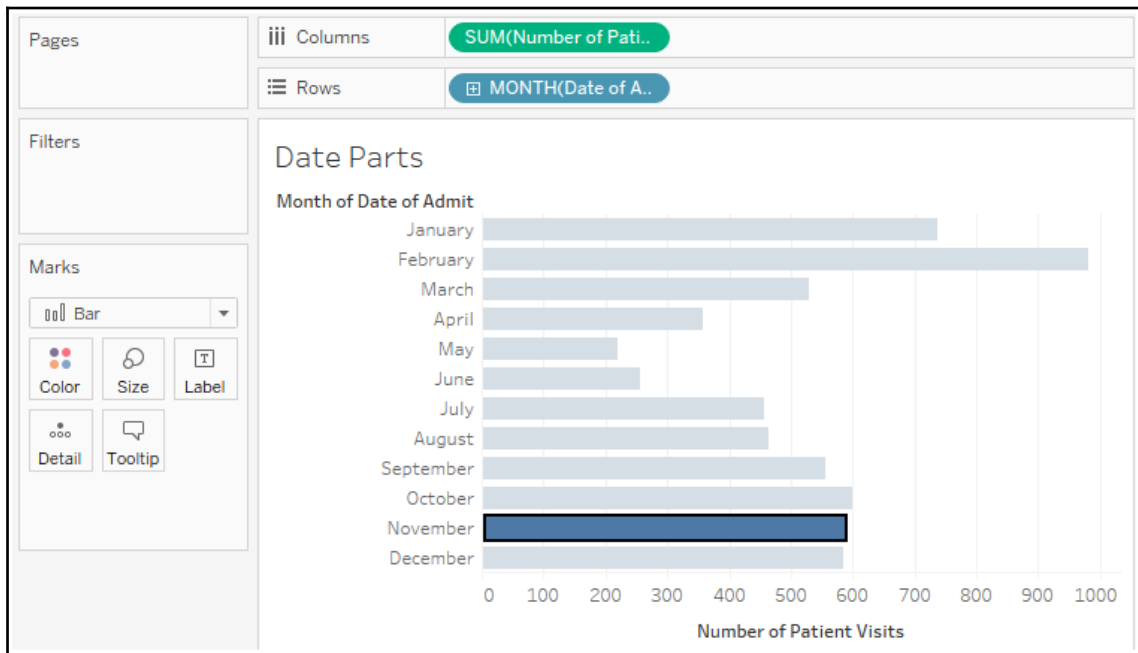 Pages
Columns
SUM(Number of Pati..
Rows
MONTH(Date of A..
Filters
Date Parts
Month of Date of Admit
January
February
Marks
March
Bar
April
May
Color Size T Label
June
July
August
Detail Tooltip
September
October
November
December
0 100 200 300 400 500 600 700 800 900 1000
Number of Patient Visits